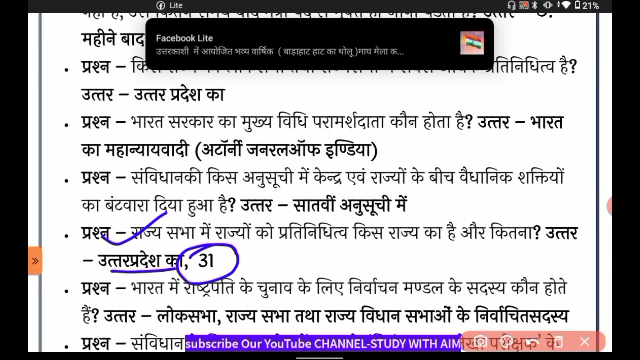 21%
महीने बाद
Facebook Lite
उत्तरकाशी में आयोजित भव्य वार्षिक ( बाड़ाहाट हाट का थोलू )माघ मेला क...
प्रतिनिधित्व है?
उत्तर – उत्तर प्रदेश का
• प्रश्न – भारत सरकार का मुख्य विधि परामर्शदाता कौन होता है? उत्तर – भारत
का महान्यायवादी (अटॉर्नी जनरलऑफ इण्डिया)
• प्रश्न – संविधानकी किस अनुसूची में केन्द्र एवं राज्यों के बीच वैधानिक शक्तियों
का बंटवारा दिया हुआ है? उत्तर – सातवीं अनुसूची में
• प्रश्न – राज्य सभा में राज्यों को प्रतिनिधित्व किस राज्य का है और कितना? उत्तर
– उत्तरप्रदेश का, 31
• प्रश्न – भारत में राष्ट्रपति के चुनाव के लिए निर्वाचन मण्डल के सदस्य कौन होते
हैं? उत्तर – लोकसभा, राज्य सभा तथा राज्य विधान सभाओं के निर्वाचितसदस्य
• प्रश्न – संविधान
subscribe Our YouTube CHANNEL-STUDY WITH AIM